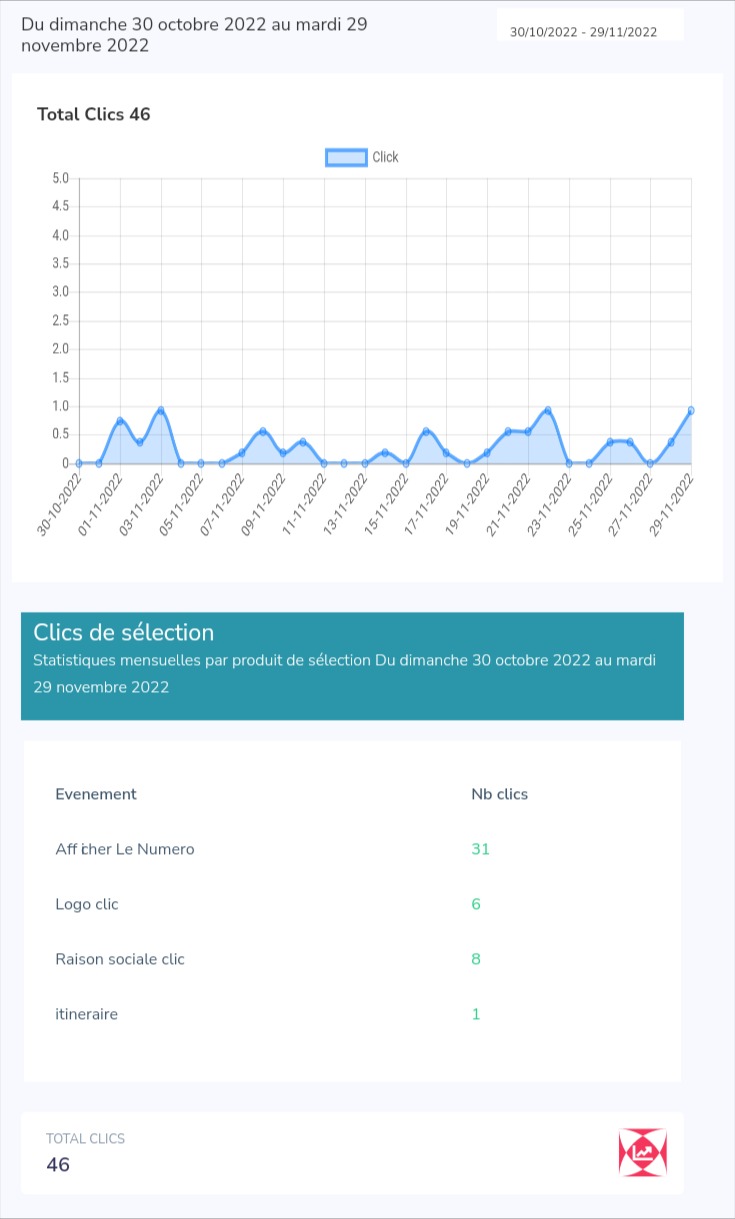 Du dimanche 30 octobre 2022 au mardi 29
novembre 2022
30/10/2022 - 29/11/2022
Total Clics 46
Click
5.0
4.5
4.0
3.5
3.0
2.5
2.0
1.5
1.0
0.5
0
30-10-2022
01-11-2022
03-11-2022
05-11-2022
07-11-2022
09-11-2022
11-11-2022
13-11-2022
15-11-2022
17-11-2022
19-11-2022
21-11-2022
23-11-2022
25-11-2022
27-11-2022
29-11-2022
Clics de sélection
Statistiques mensuelles par produit de sélection Du dimanche 30 octobre 2022 au mardi
29 novembre 2022
Evenement Nb clics
Afficher Le Numero 31
Logo clic 6
Raison sociale clic 8
itineraire 1
TOTAL CLICS
46